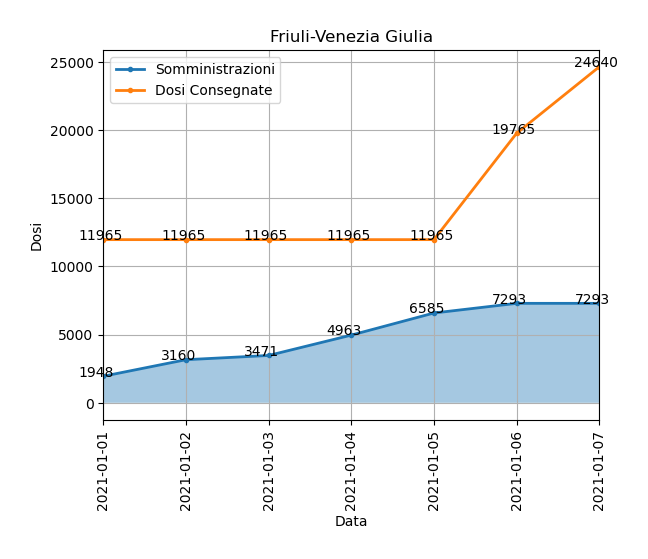 Friuli-Venezia Giulia
Somministrazioni
Dosi Consegnate
25000
20000
15000
10000
5000
0
Dosi
11965 11965 11965 11965 11965 19765 24640
1948 3160 3471 4963 6585 7293 7293
2021-01-01
2021-01-02
2021-01-03
2021-01-04
2021-01-05
2021-01-06
2021-01-07
Data